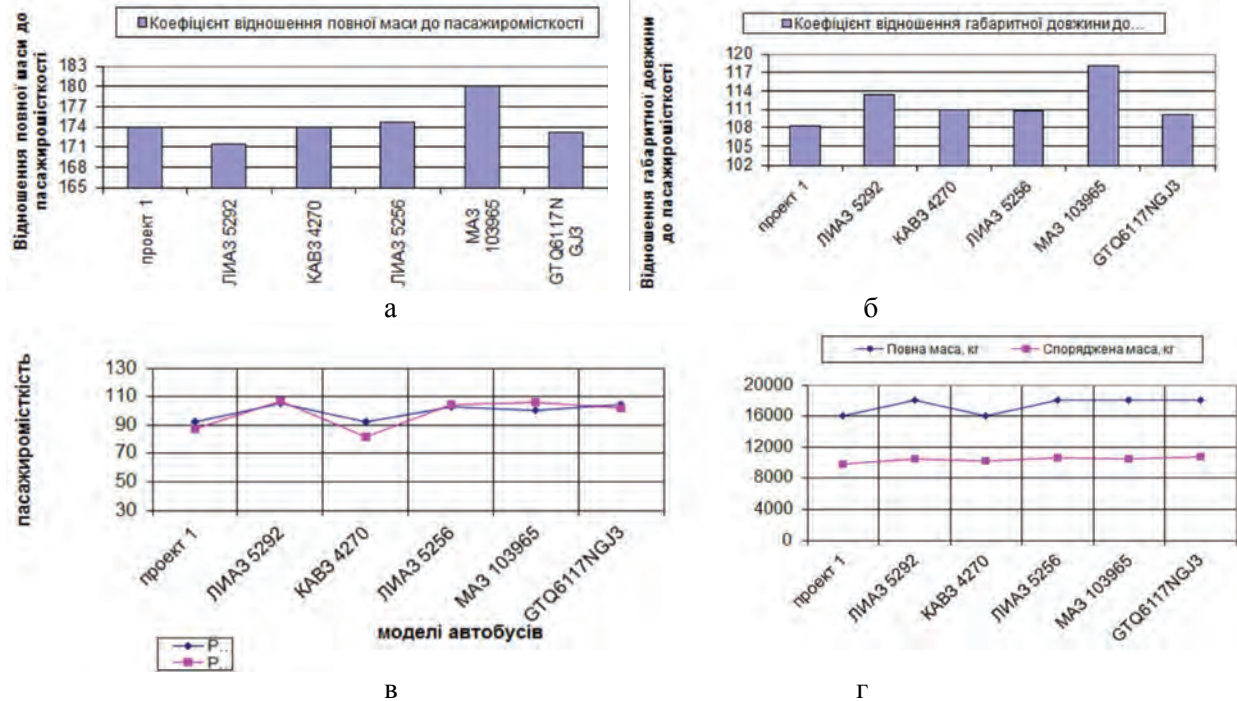 Коефіцієнт відношення повної маси до пасажиромісткості
Відношення повної маси до
пасажиромісткості
183
180
177
174
171
168
165
проект 1
ЛИАЗ 5292
КАВЗ 4270
ЛИАЗ 5256
МАЗ
103965
GTQ6117N
GJ3
а
Коефіцієнт відношення габаритної довжини до...
Відношення габаритної довжини
до пасажиромісткості
120
117
114
111
108
105
102
проект 1
ЛИАЗ 5292
КАВЗ 4270
ЛИАЗ 5256
МАЗ 103965
GTQ6117NGJ3
б
пасажиромісткість
130
110
90
70
50
30
проект 1
ЛИАЗ 5292
КАВЗ 4270
ЛИАЗ 5256
МАЗ 103965
GTQ6117NGJ3
моделі автобусів
Р...
Р...
в
Повна маса, кг
Споряджена маса, кг
20000
16000
12000
8000
4000
0
проект 1
ЛИАЗ 5292
КАВЗ 4270
ЛИАЗ 5256
МАЗ 103965
GTQ6117NGJ3
г